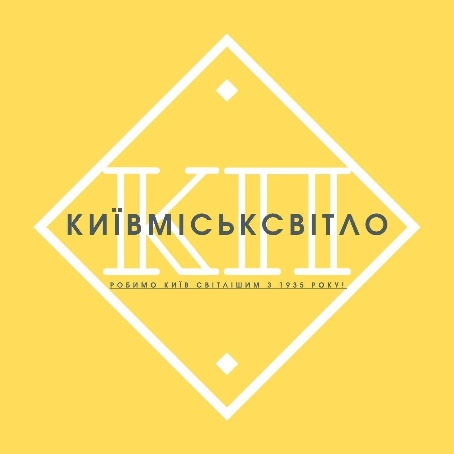 КП
КИЇВМІСЬКСВІТЛО
РОБИМО КИЇВ СВІТЛІШИМ З 1935 РОКУ!